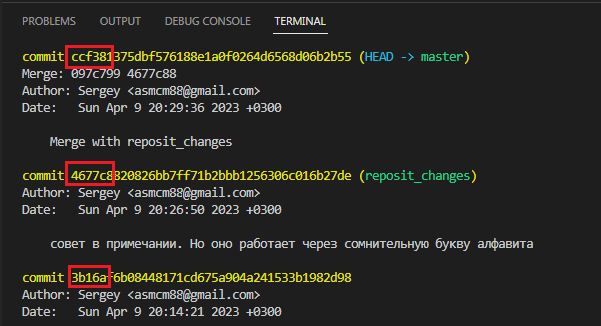 PROBLEMS OUTPUT DEBUG CONSOLE TERMINAL
commit ccf381375dbf576188e1a0f0264d6568d06b2b55 (HEAD -> master)
Merge: 097c799 4677c88
Author: Sergey <asmcm88@gmail.com>
Date:   Sun Apr 9 20:29:36 2023 +0300
Merge with reposit_changes
commit 4677c8820826bb7ff71b2bbb1256306c016b27de (reposit_changes)
Author: Sergey <asmcm88@gmail.com>
Date:   Sun Apr 9 20:26:50 2023 +0300
совет в примечании. Но оно работает через сомнительную букву алфавита
commit 3b16af6b08448171cd675a904a241533b1982d98
Author: Sergey <asmcm88@gmail.com>
Date:   Sun Apr 9 20:14:21 2023 +0300